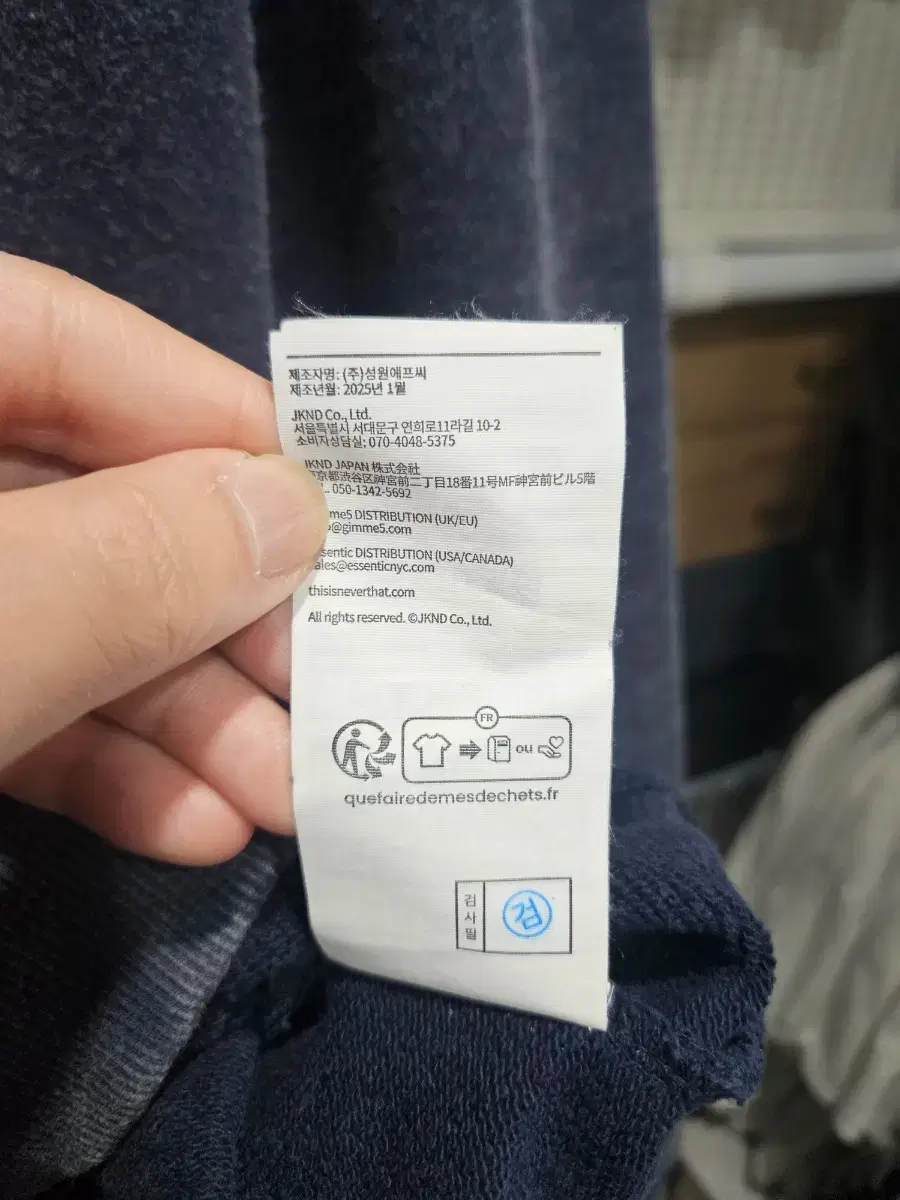 제조자명: (주)성원에프씨
제조년월: 2025년 1월
JKND Co., Ltd.
서울특별시 서대문구 연희로11라길 10-2
소비자상담실: 070-4048-5375
JKND JAPAN 株式会社
京都渋谷区神宮前二丁目18番11号MF神宮前ビル5階
050-1342-5692
DISTRIBUTION (UK/EU)
@gimme5.com
DISTRIBUTION (USA/CANADA)
ales@essenticnyc.com
thisisneverthat.com
All rights reserved. ©JKND Co., Ltd.
FR
ou
quefairedemesdechets.fr
검사필
검